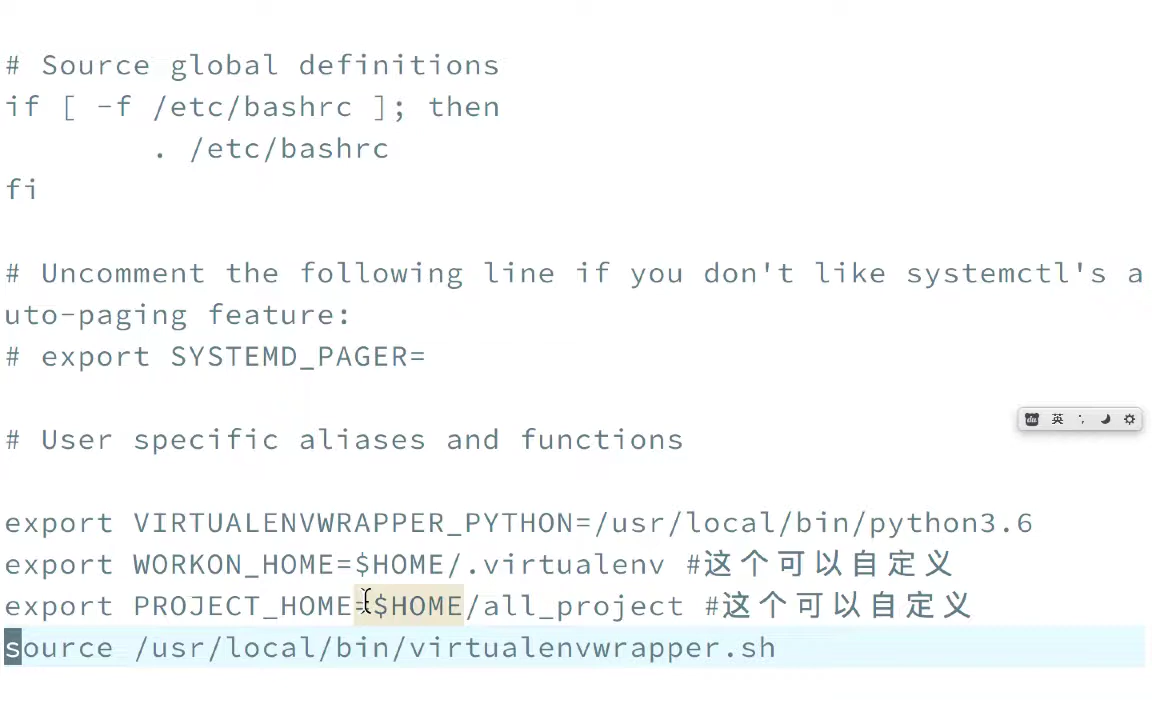 # Source global definitions
if [ -f /etc/bashrc ]; then
        . /etc/bashrc
fi
# Uncomment the following line if you don't like systemctl's a
uto-paging feature:
# export SYSTEMD_PAGER=
英
# User specific aliases and functions
export VIRTUALENVWRAPPER_PYTHON=/usr/local/bin/python3.6
export WORKON_HOME=$HOME/.virtualenv #这个可以自定义
export PROJECT_HOME=$HOME/all_project #这个可以自定义
source /usr/local/bin/virtualenvwrapper.sh